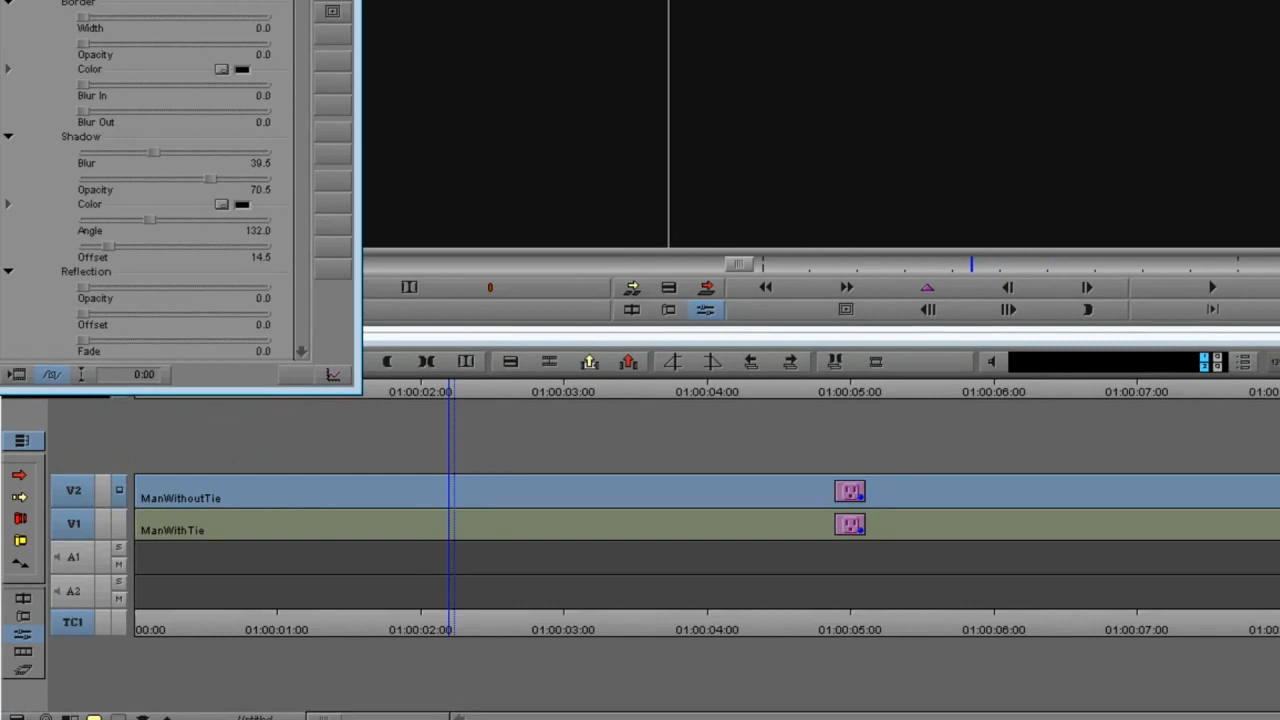 Border
Width 0.0
Opacity 0.0
Color
Blur In 0.0
Blur Out 0.0
Shadow
Blur 39.5
Opacity 70.5
Color
Angle 132.0
Offset 14.5
Reflection
Opacity 0.0
Offset 0.0
Fade 0.0
0:00
01:00:02:00 01:00:03:00 01:00:04:00 01:00:05:00 01:00:06:00 01:00:07:00 01:00
V2 ManWithoutTie
V1 ManWithTie
A1 S M
A2 S M
TC1 00:00 01:00:01:00 01:00:02:00 01:00:03:00 01:00:04:00 01:00:05:00 01:00:06:00 01:00:07:00 01:00